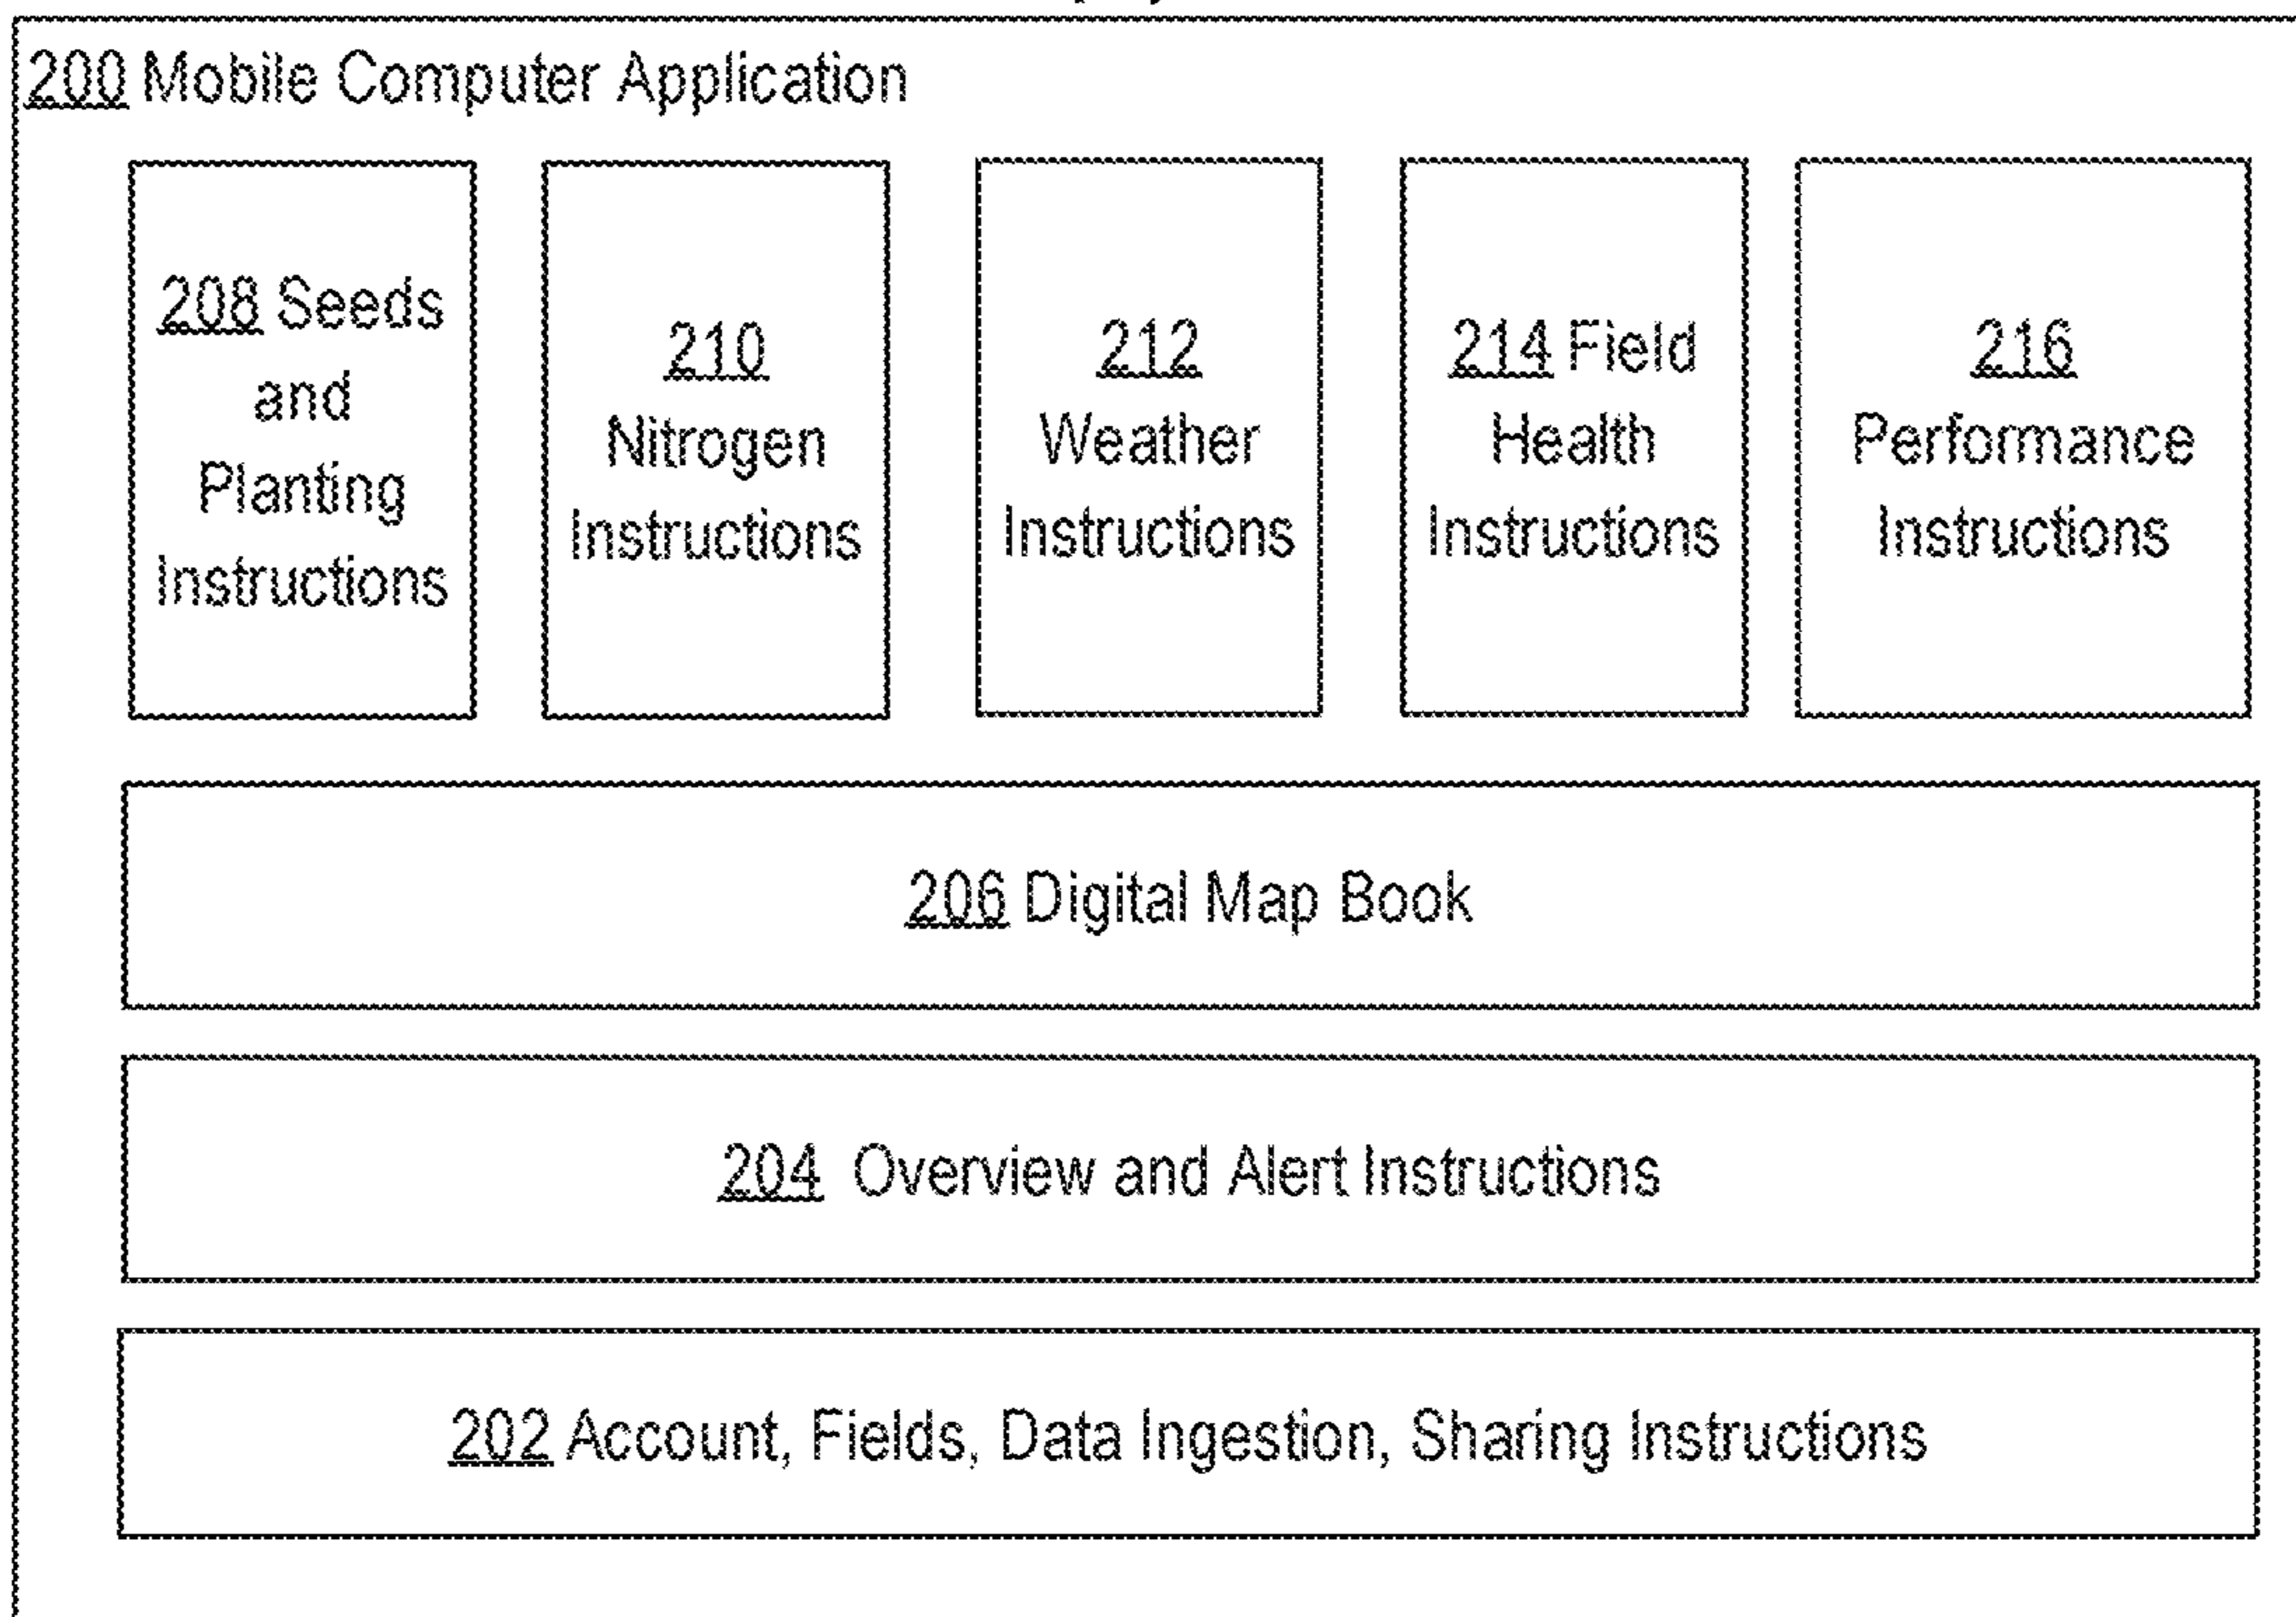 200 Mobile Computer Application
208 Seeds
and
Planting
Instructions
210
Nitrogen
Instructions
212
Weather
Instructions
214 Field
Health
Instructions
216
Performance
Instructions
206 Digital Map Book
204 Overview and Alert Instructions
202 Account, Fields, Data Ingestion, Sharing Instructions